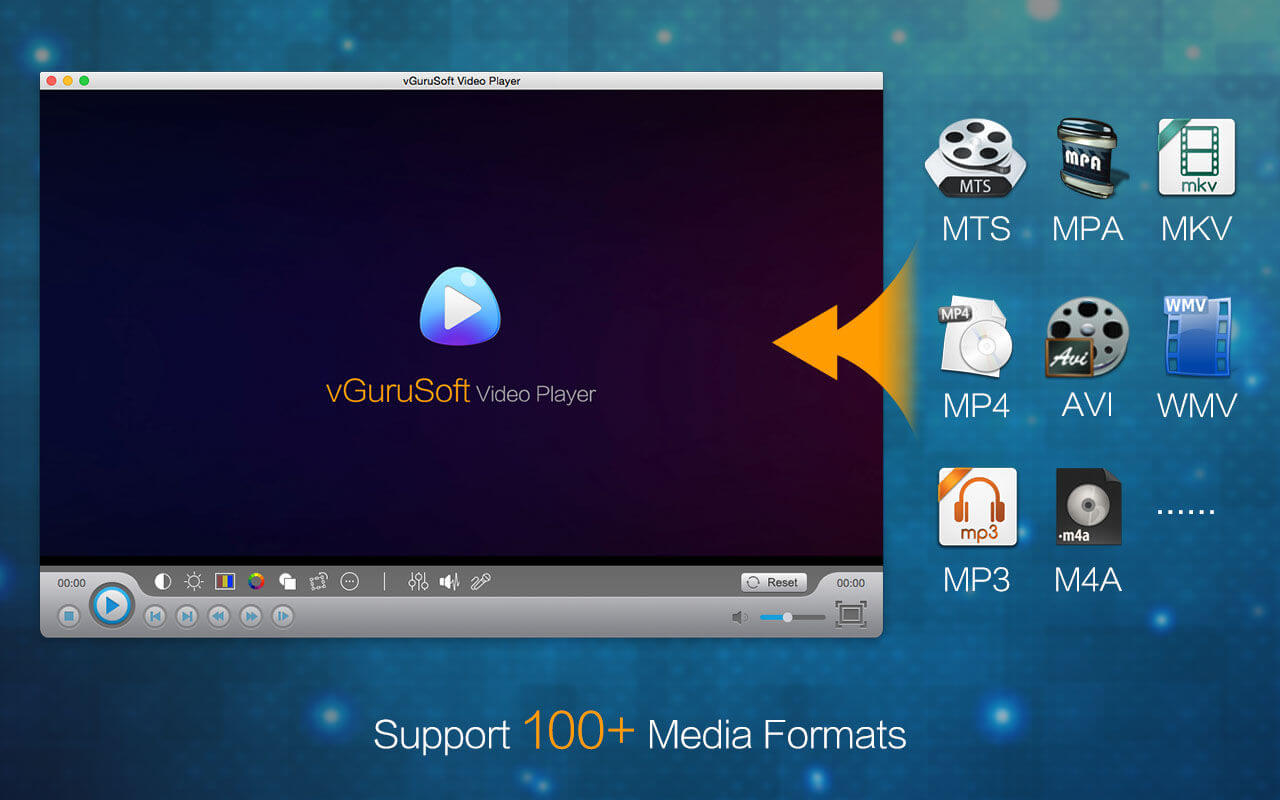 vGuruSoft Video Player
vGuruSoft Video Player
00:00
Reset
00:00
MTS
MPA
mkv
MTS
MPA
MKV
MP4
Avi
WMV
MP4
AVI
WMV
mp3
.m4a
......
MP3
M4A
Support 100+ Media Formats